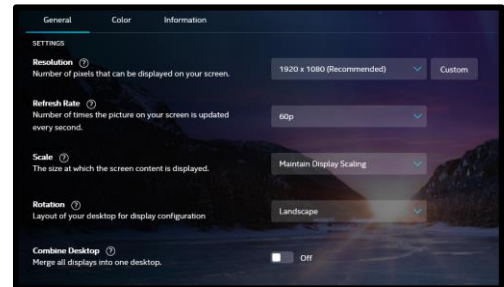 General Color Information
SETTINGS
Resolution ?
Number of pixels that can be displayed on your screen.
1920 x 1080 (Recommended) Custom
Refresh Rate ?
Number of times the picture on your screen is updated
every second.
60p
Scale ?
The size at which the screen content is displayed.
Maintain Display Scaling
Rotation ?
Layout of your desktop for display configuration
Landscape
Combine Desktop ?
Merge all displays into one desktop.
Off